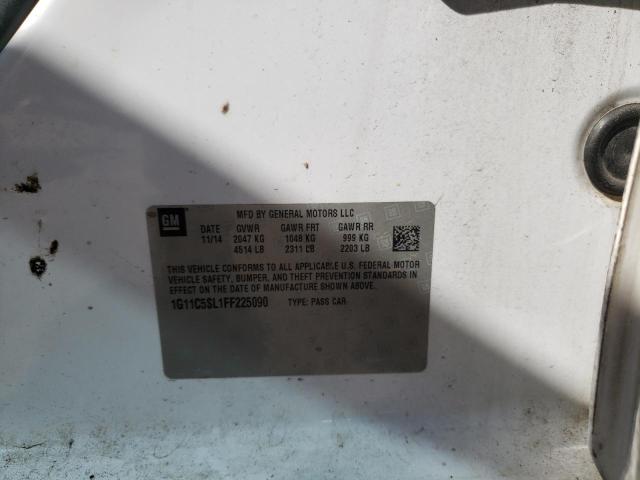 GM
MFD BY GENERAL MOTORS LLC
DATE GVWR GAWR FRT GAWR RR
11/14 2047 KG 1048 KG 999 KG
4514 LB 2311 LB 2203 LB
THIS VEHICLE CONFORMS TO ALL APPLICABLE U.S. FEDERAL MOTOR
VEHICLE SAFETY, BUMPER, AND THEFT PREVENTION STANDARDS
IN EFFECT ON THE DATE OF MANUFACTURE SHOWN ABOVE.
1G11C5SL1FF225090 TYPE: PASS CAR